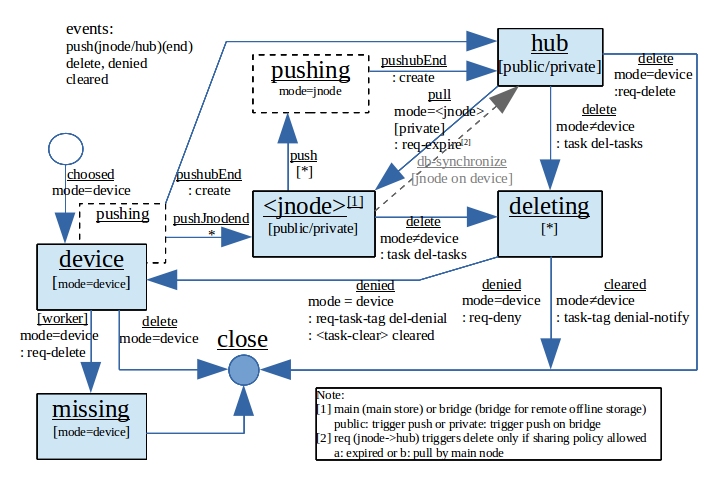 events:
push(jnode/hub)(end)
delete, denied
cleared
hub
[public/private]
pushing
mode=jnode
pushubEnd
: create
delete
mode=device
:req-delete
pull
mode=<jnode>
[private]
: req-expire[2]
delete
mode≠device
: task del-tasks
db-synchronize
[jnode on device]
choosed
mode=device
pushubEnd
: create
push
[*]
pushing
pushJnodend
*
<jnode>[1]
[public/private]
delete
mode≠device
: task del-tasks
deleting
[*]
device
[mode=device]
denied
mode = device
: req-task-tag del-denial
: <task-clear> cleared
denied
mode=device
: req-deny
cleared
mode≠device
: task-tag denial-notify
[worker]
mode=device
: req-delete
delete
mode=device
close
missing
[mode=device]
Note:
[1] main (main store) or bridge (bridge for remote offline storage)
public: trigger push or private: trigger push on bridge
[2] req (jnode->hub) triggers delete only if sharing policy allowed
a: expired or b: pull by main node